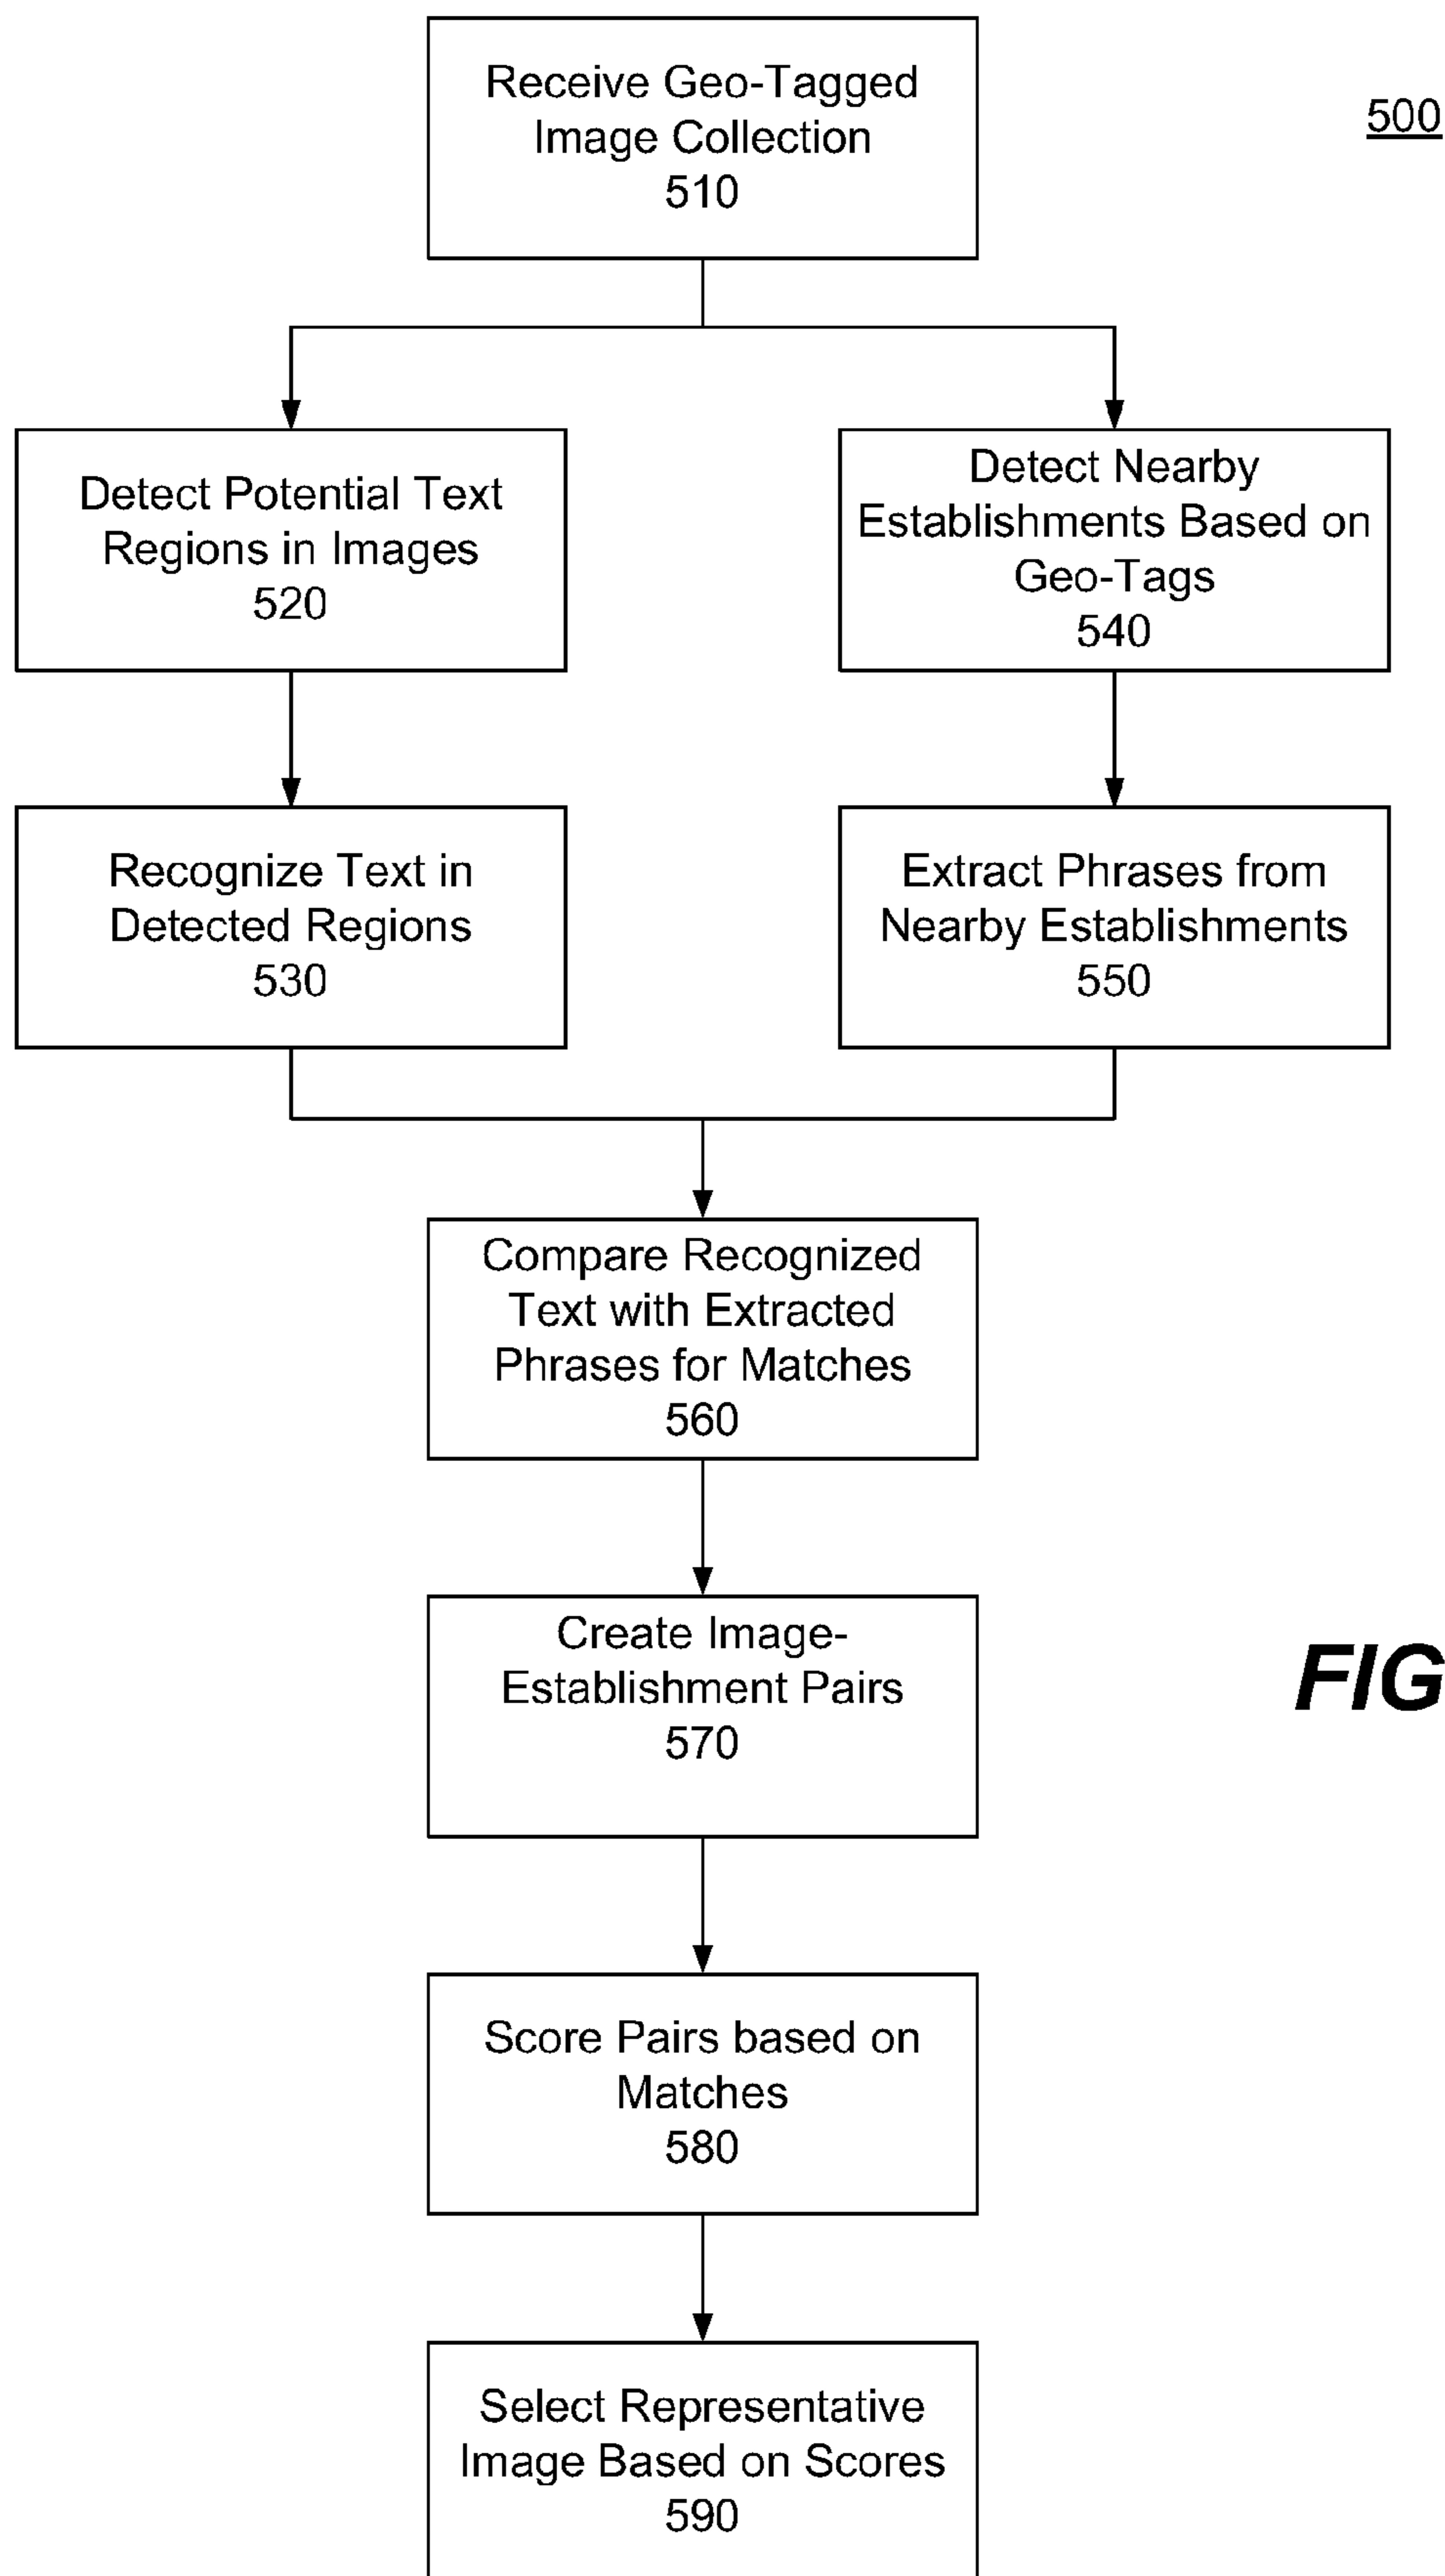 Receive Geo-Tagged
Image Collection
510
500
Detect Potential Text
Regions in Images
520
Detect Nearby
Establishments Based on
Geo-Tags
540
Recognize Text in
Detected Regions
530
Extract Phrases from
Nearby Establishments
550
Compare Recognized
Text with Extracted
Phrases for Matches
560
Create Image-
Establishment Pairs
570
FIG
Score Pairs based on
Matches
580
Select Representative
Image Based on Scores
590